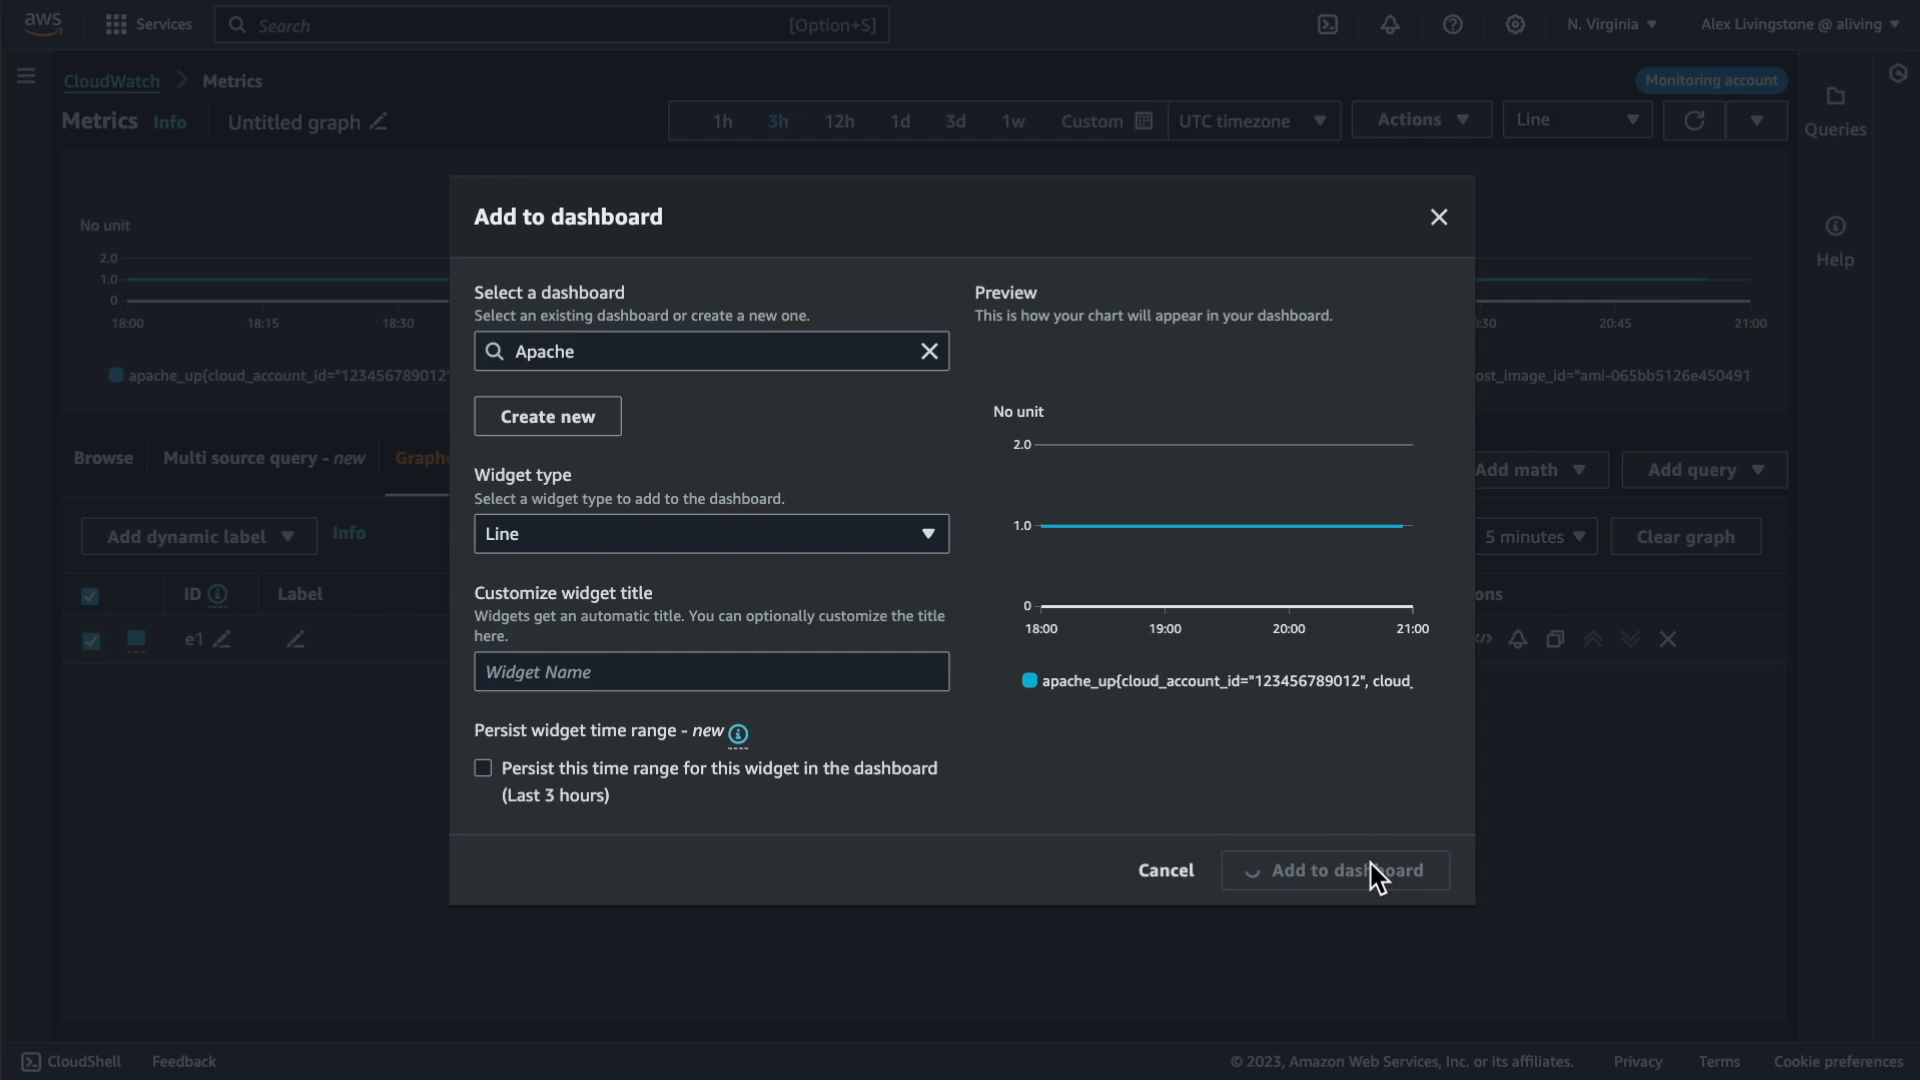 aws
Services
Search
[Option+S]
N. Virginia
Alex Livingstone @ aliving
CloudWatch
Metrics
Monitoring account
Metrics
Info
Untitled graph
1h
3h
12h
1d
3d
1w
Custom
UTC timezone
Actions
Line
Queries
Help
No unit
2.0
1.0
0
18:00
18:15
18:30
:30
20:45
21:00
apache_up{cloud_account_id="123456789012"
ost_image_id="ami-065bb5126e450491
Browse
Multi source query - new
Graphe
Add math
Add query
Add dynamic label
Info
5 minutes
Clear graph
ID
Label
ons
e1
Add to dashboard
Select a dashboard
Select an existing dashboard or create a new one.
Apache
Create new
Widget type
Select a widget type to add to the dashboard.
Line
Customize widget title
Widgets get an automatic title. You can optionally customize the title
here.
Widget Name
Persist widget time range - new
Persist this time range for this widget in the dashboard
(Last 3 hours)
Preview
This is how your chart will appear in your dashboard.
No unit
2.0
1.0
0
18:00
19:00
20:00
21:00
apache_up{cloud_account_id="123456789012", cloud_
Cancel
Add to dashboard
CloudShell
Feedback
© 2023, Amazon Web Services, Inc. or its affiliates.
Privacy
Terms
Cookie preferences